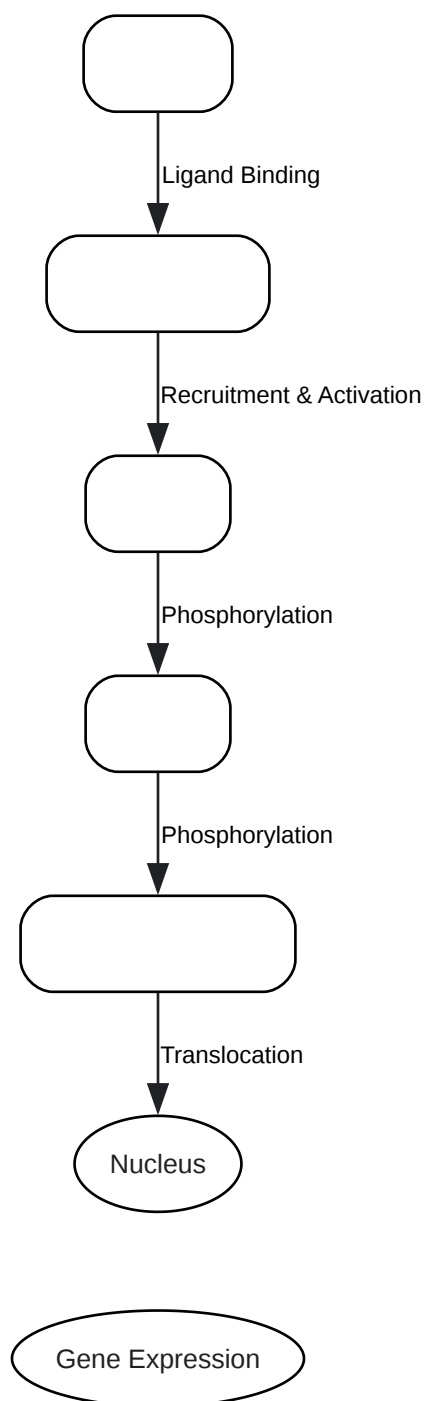 Ligand Binding
Recruitment & Activation
Phosphorylation
Phosphorylation
Translocation
Nucleus
Gene Expression